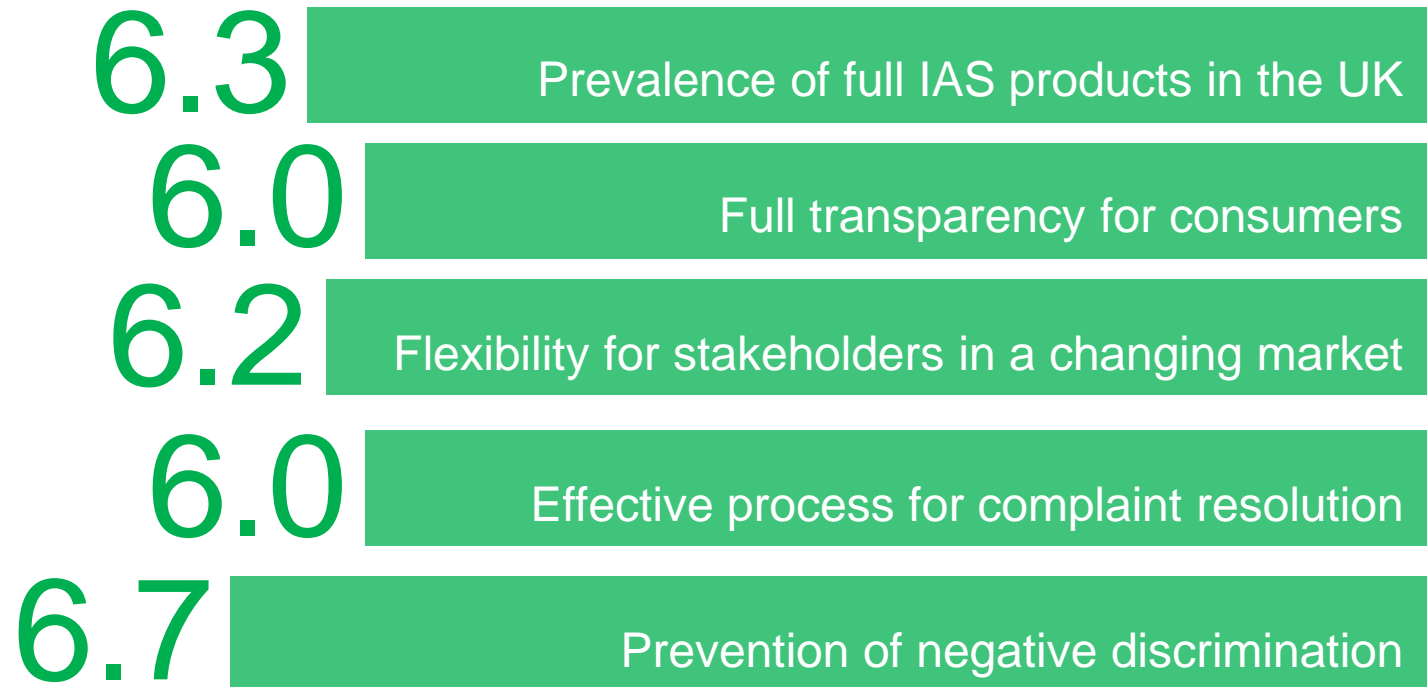 6.3
Prevalence of full IAS products in the UK
6.0
Full transparency for consumers
6.2
Flexibility for stakeholders in a changing market
6.0
Effective process for complaint resolution
6.7
Prevention of negative discrimination